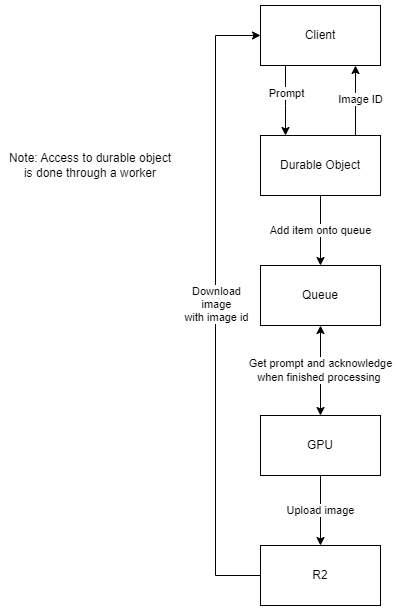 Client
Prompt
Image ID
Note: Access to durable object
is done through a worker
Durable Object
Add item onto queue
Download
image
with image id
Queue
Get prompt and acknowledge
when finished processing
GPU
Upload image
R2